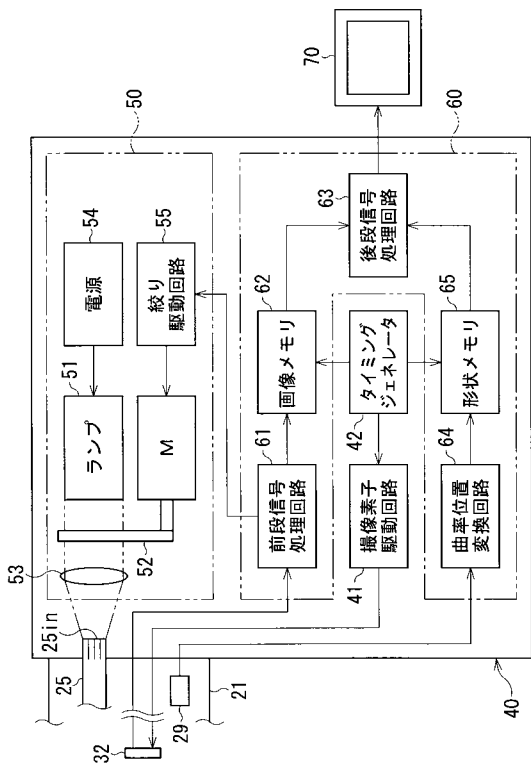 50
60
70
54
電源
55
絞り
駆動回路
51
ランプ
M
52
53
25in
25
63
後段信号
処理回路
62
画像メモリ
61
前段信号
処理回路
タイミング
ジェネレータ
42
撮像素子
駆動回路
41
65
形状メモリ
64
曲率位置
変換回路
32
29
21
40